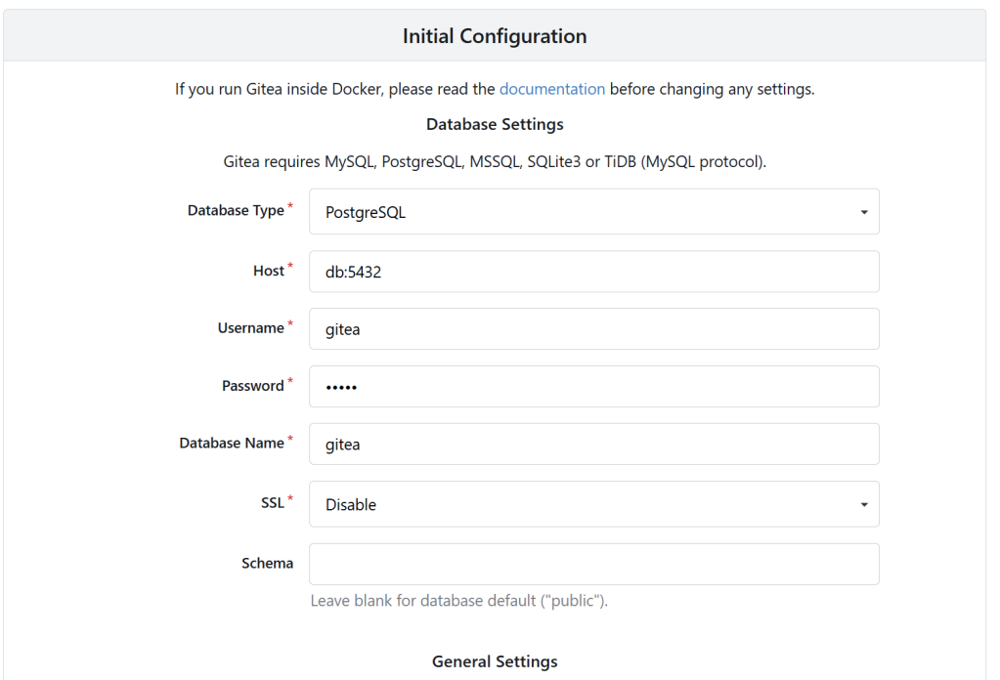 Initial Configuration
If you run Gitea inside Docker, please read the documentation before changing any settings.
Database Settings
Gitea requires MySQL, PostgreSQL, MSSQL, SQLite3 or TiDB (MySQL protocol).
Database Type *
PostgreSQL
Host *
db:5432
Username *
gitea
Password *
•••••
Database Name *
gitea
SSL *
Disable
Schema
Leave blank for database default ("public").
General Settings